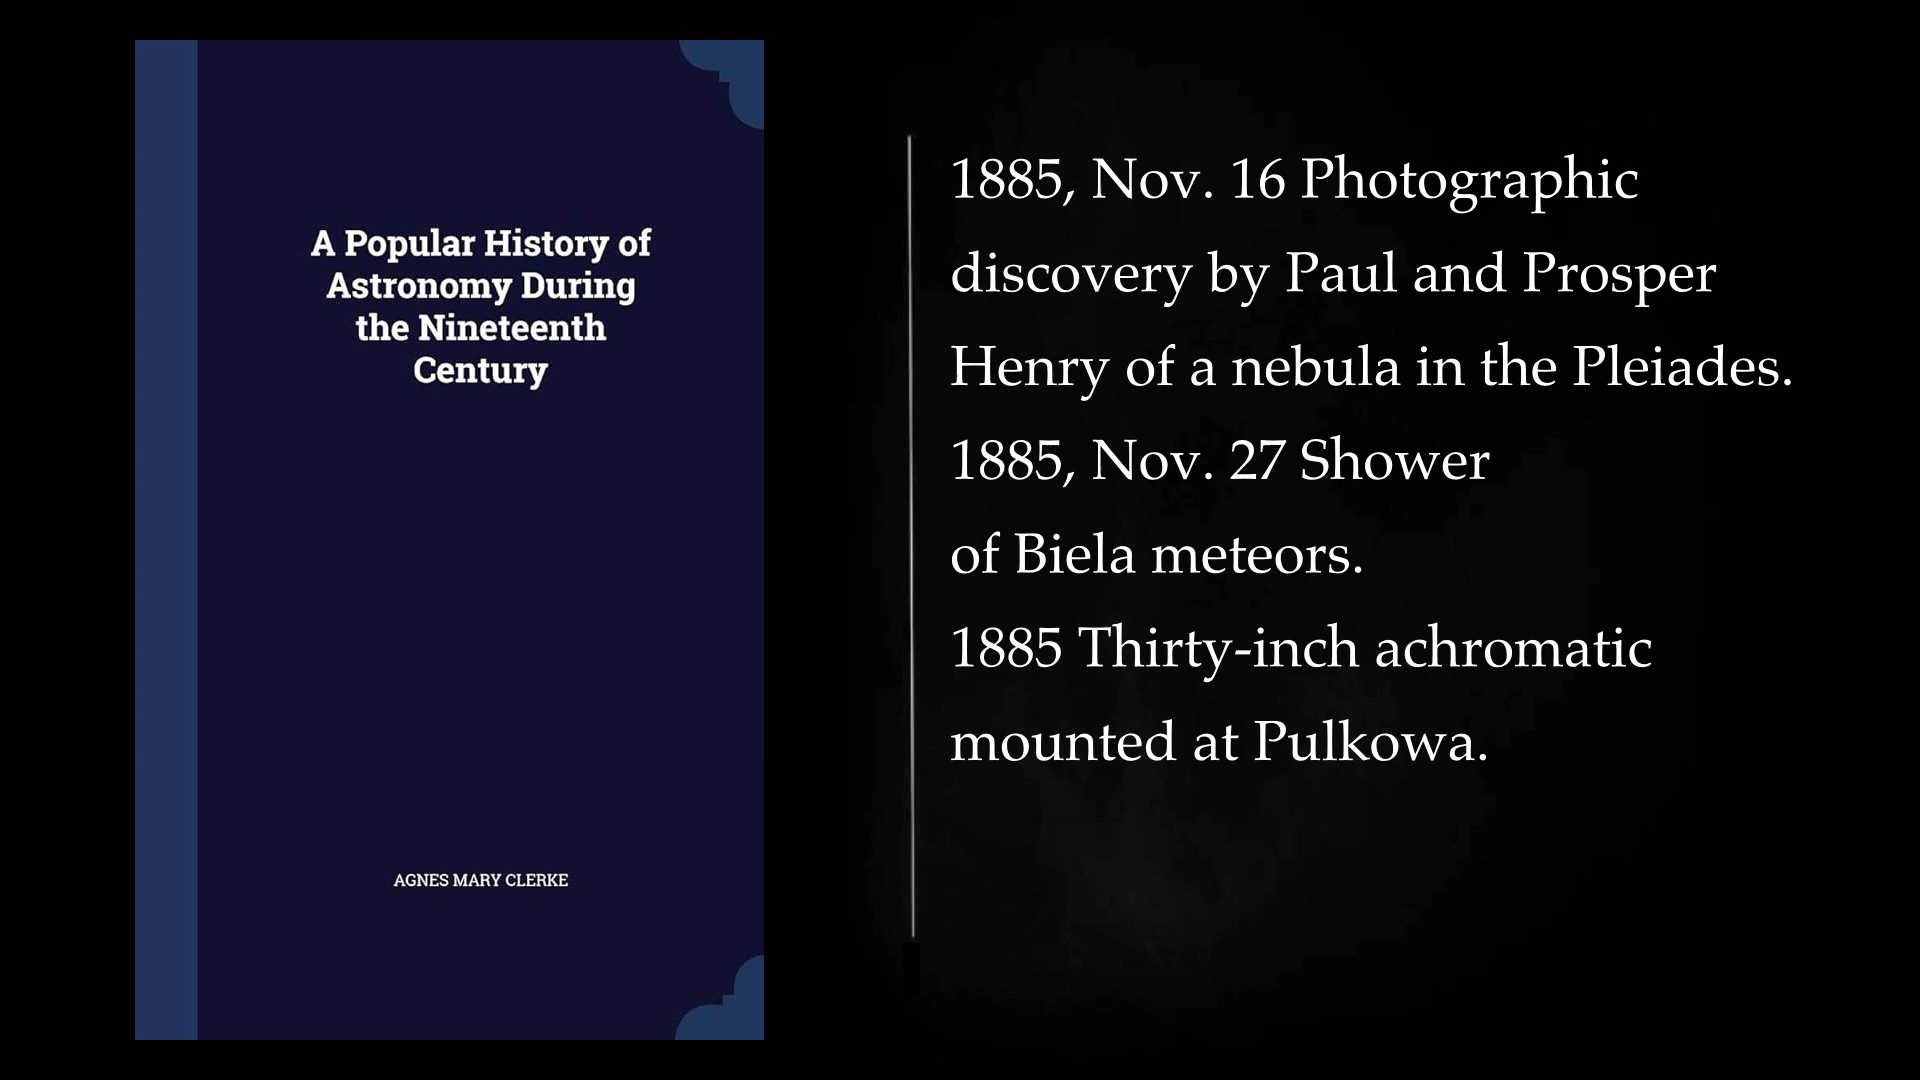 A Popular History of
Astronomy During
the Nineteenth
Century
AGNES MARY CLERKE
1885, Nov. 16 Photographic
discovery by Paul and Prosper
Henry of a nebula in the Pleiades.
1885, Nov. 27 Shower
of Biela meteors.
1885 Thirty-inch achromatic
mounted at Pulkowa.